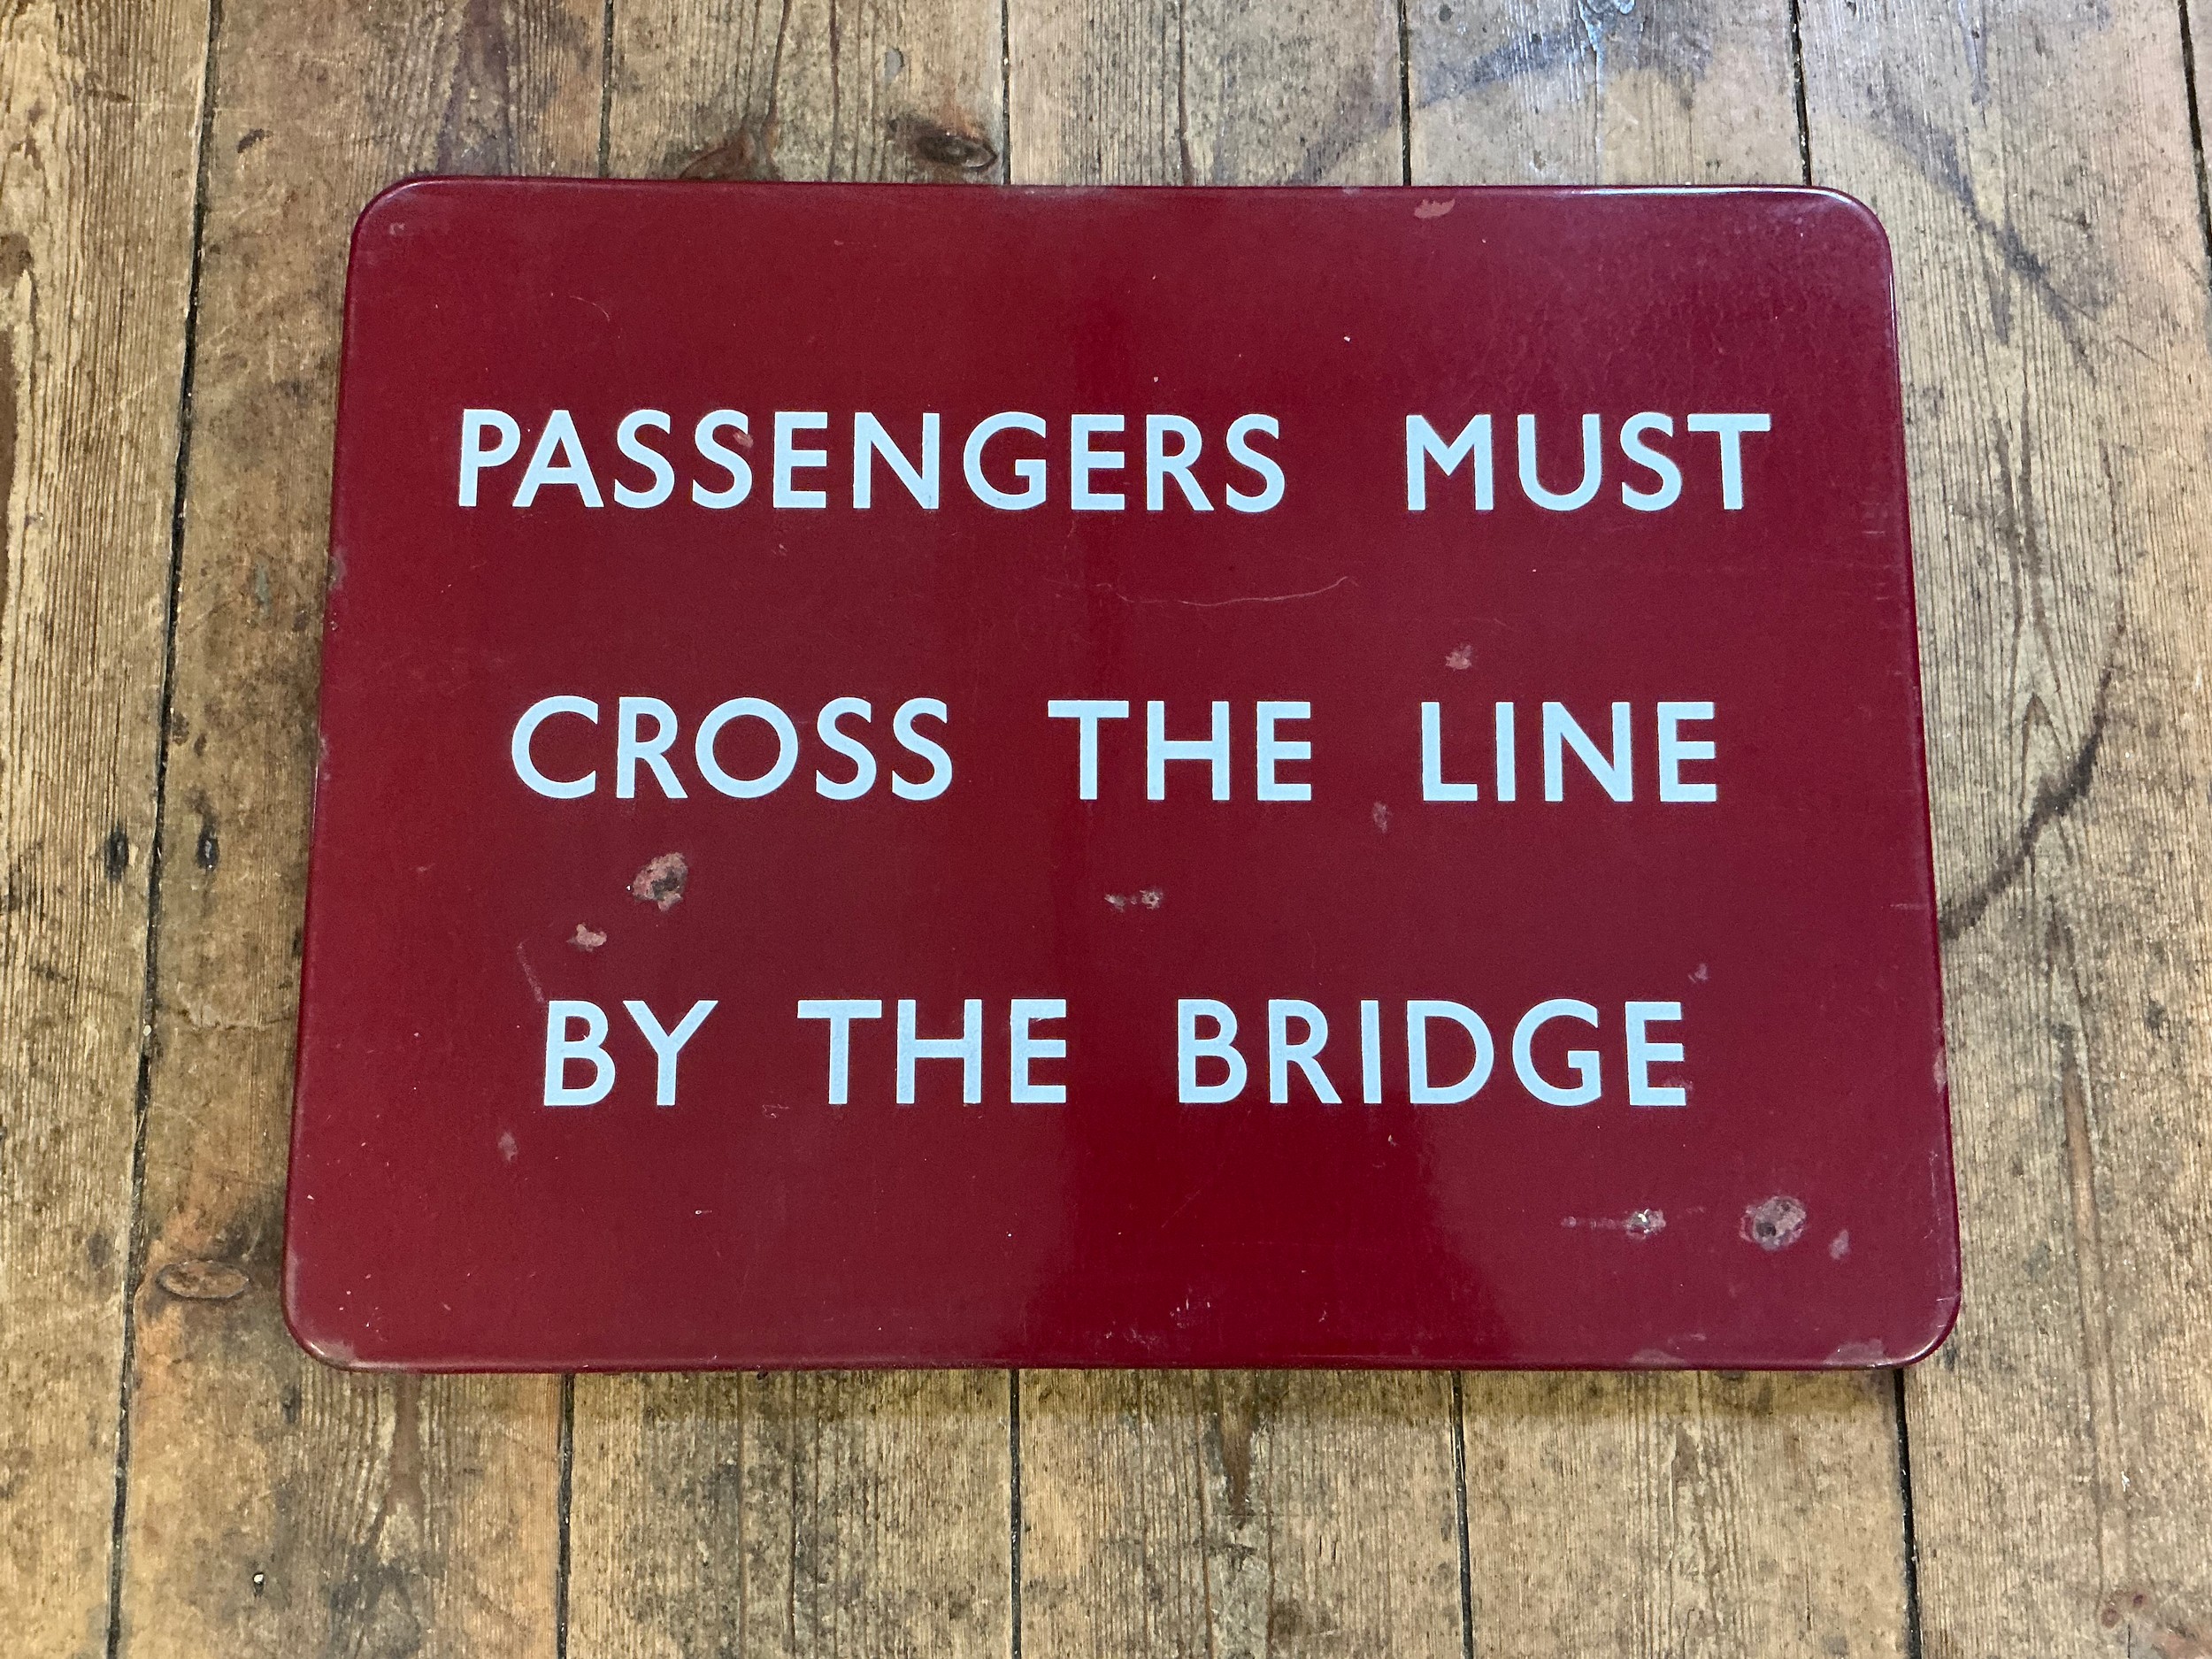 PASSENGERS MUST
CROSS THE LINE
BY THE BRIDGE